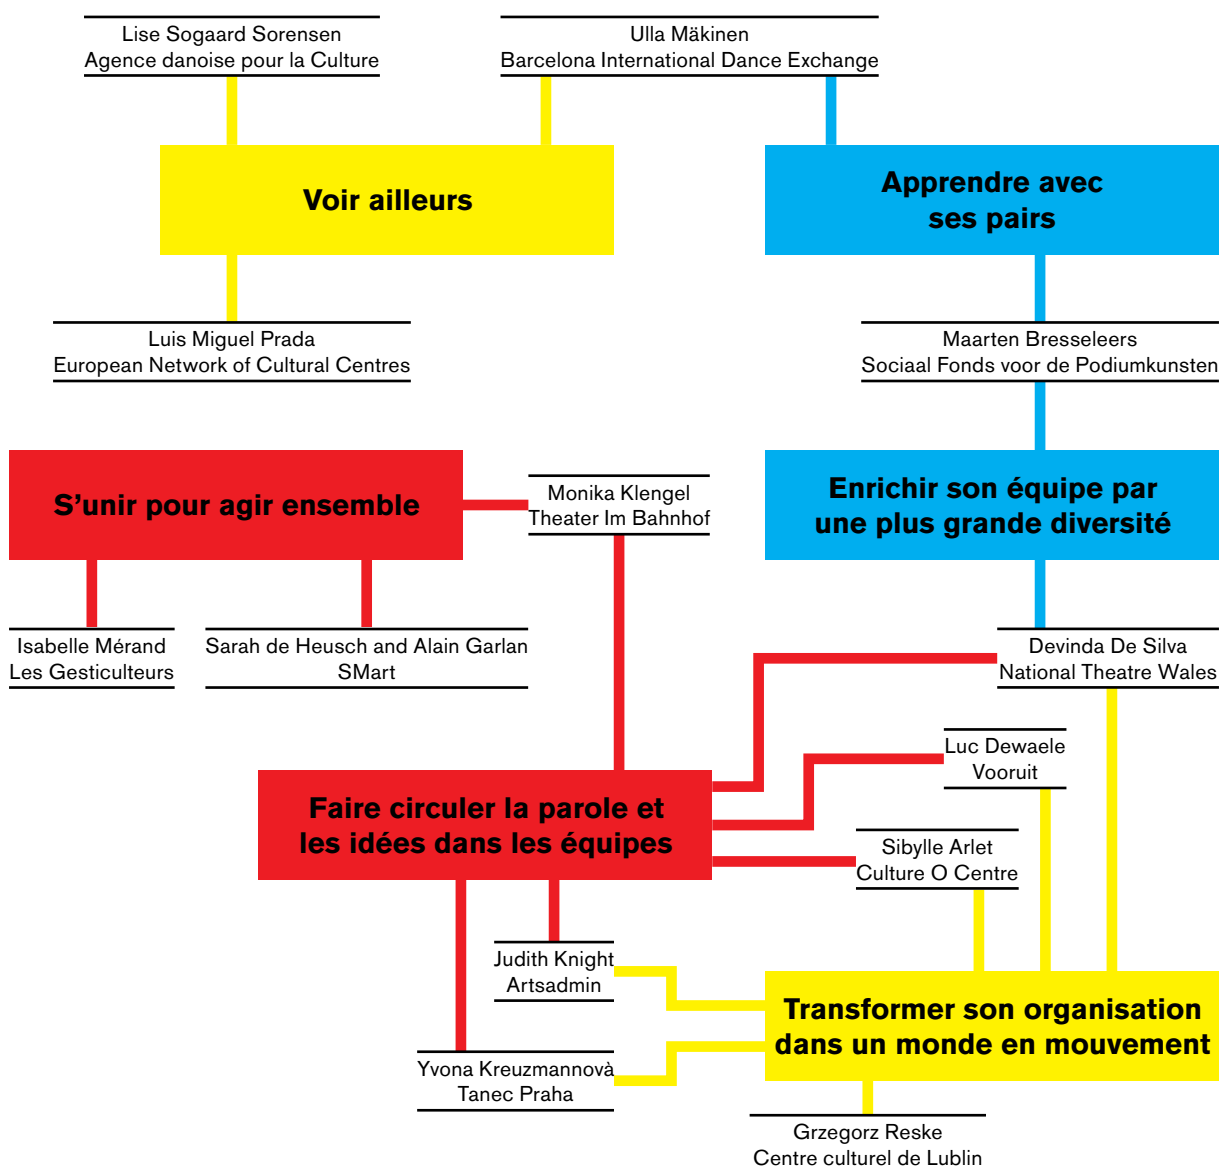 Lise Sogaard Sorensen
Agence danoise pour la Culture
Ulla Mäkinen
Barcelona International Dance Exchange
Voir ailleurs
Apprendre avec
ses pairs
Luis Miguel Prada
European Network of Cultural Centres
Maarten Bresseleers
Sociaal Fonds voor de Podiumkunsten
S’unir pour agir ensemble
Monika Klengel
Theater Im Bahnhof
Enrichir son équipe par
une plus grande diversité
Isabelle Mérand
Les Gesticulteurs
Sarah de Heusch and Alain Garlan
SMart
Devinda De Silva
National Theatre Wales
Luc Dewaele
Vooruit
Faire circuler la parole et
les idées dans les équipes
Sibylle Arlet
Culture O Centre
Judith Knight
Artsadmin
Transformer son organisation
dans un monde en mouvement
Yvona Kreuzmannovà
Tanec Praha
Grzegorz Reske
Centre culturel de Lublin